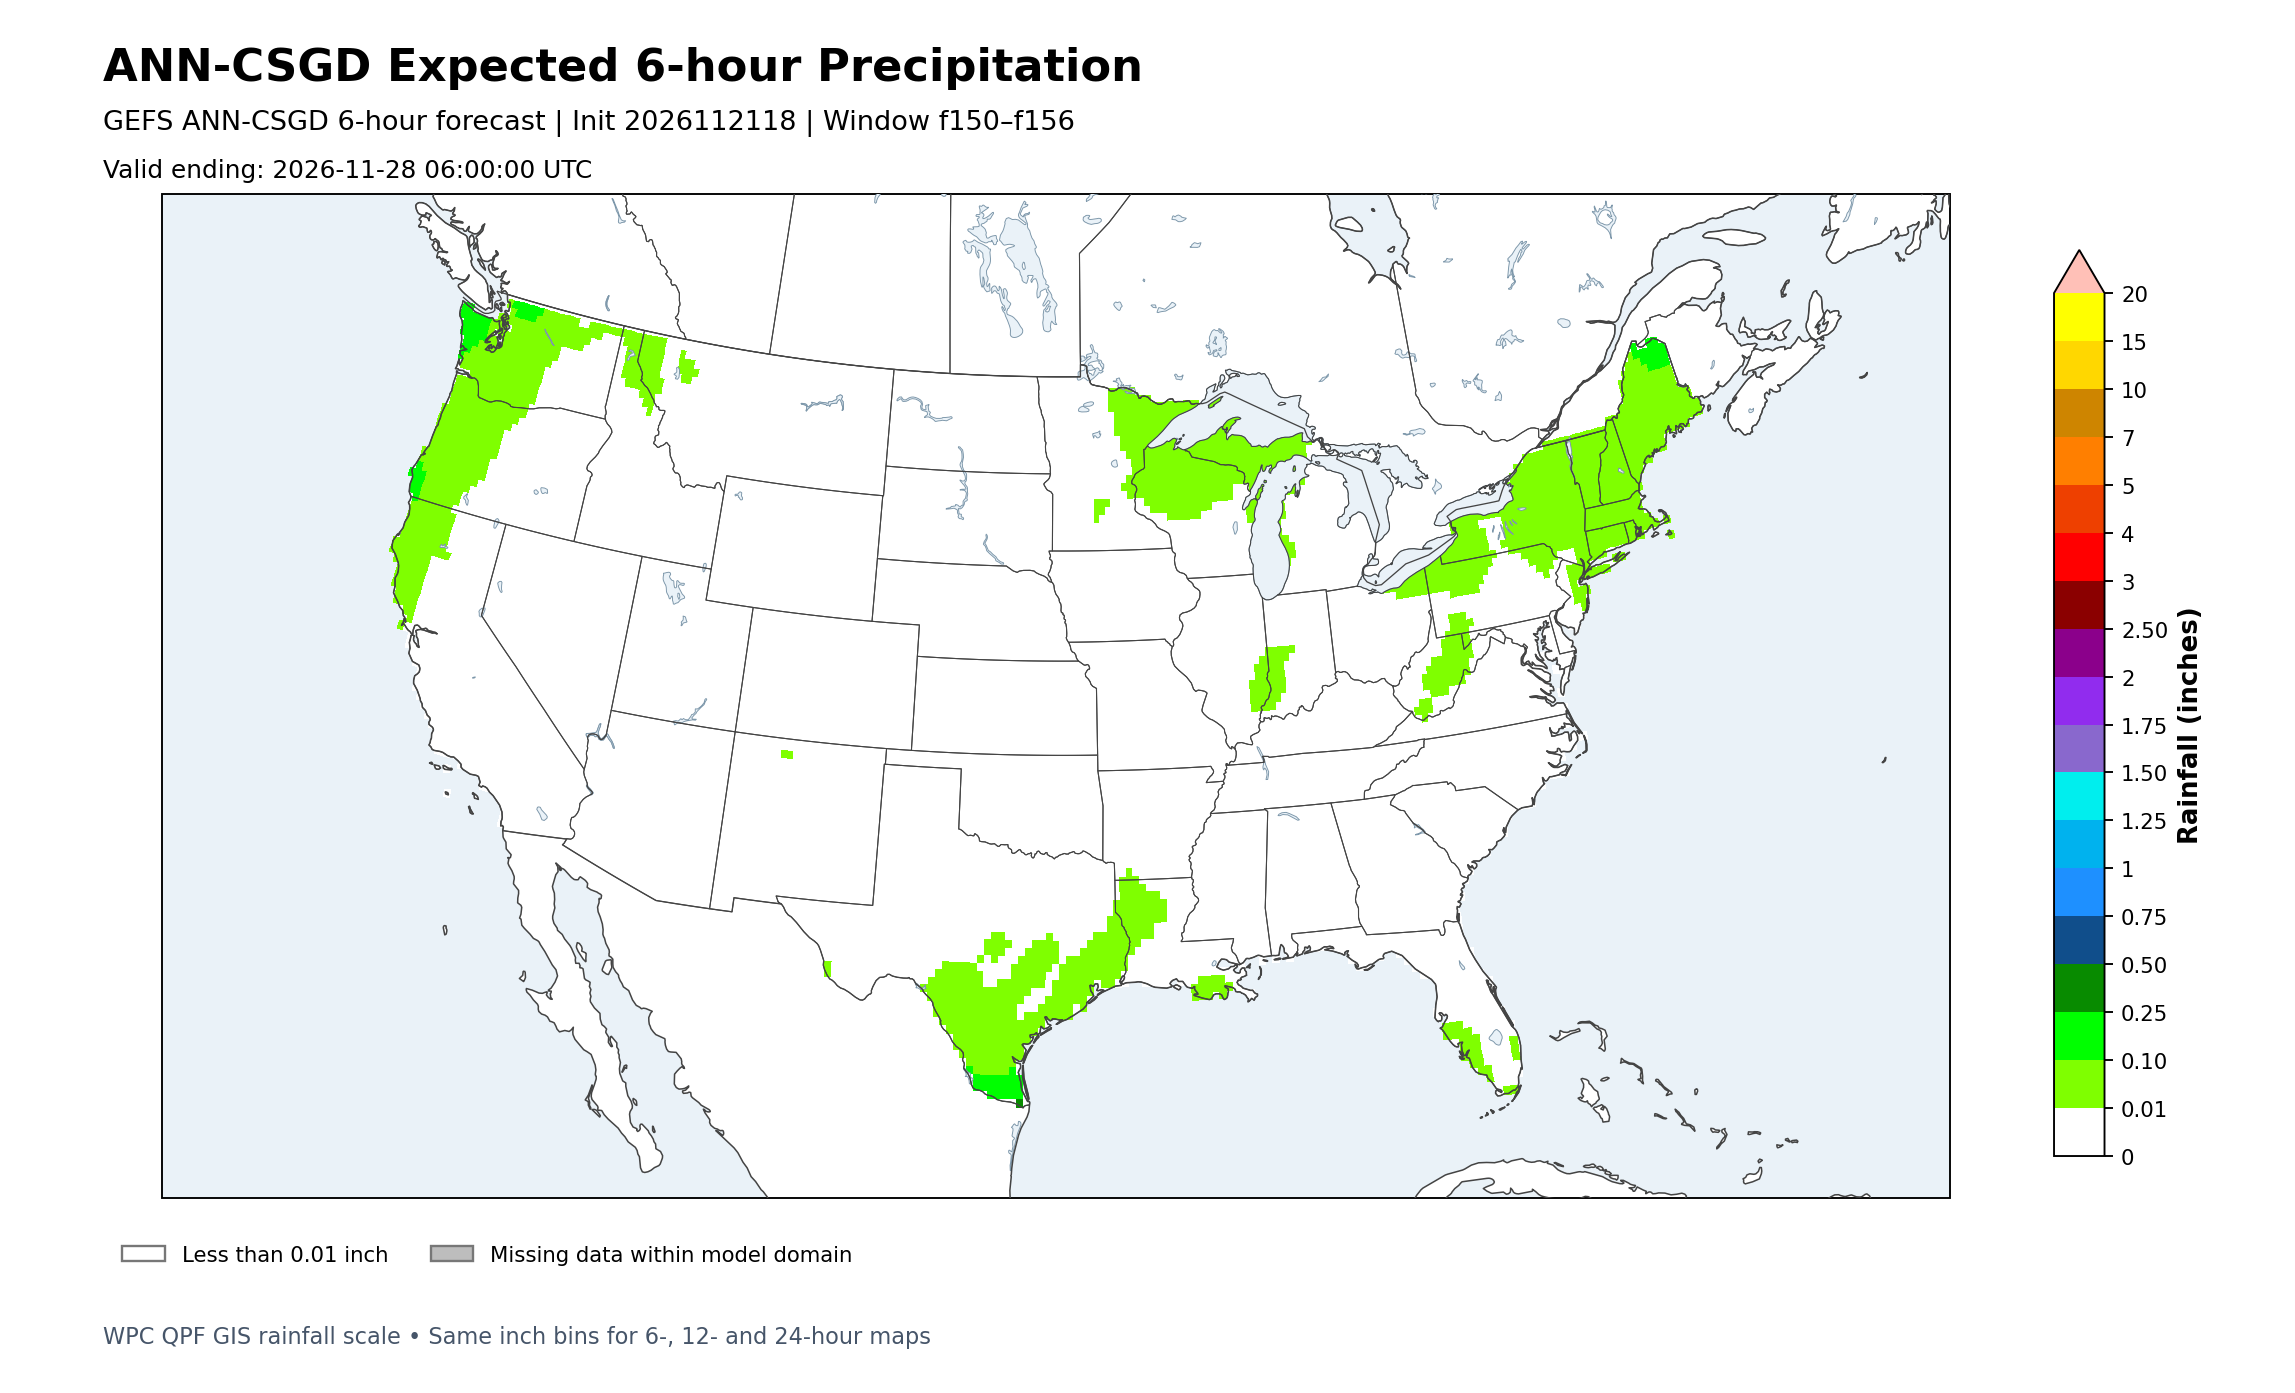 ANN-CSGD Expected 6-hour Precipitation
GEFS ANN-CSGD 6-hour forecast | Init 2026112118 | Window f150–f156
Valid ending: 2026-11-28 06:00:00 UTC
20
15
10
7
5
4
3
2.50
2
1.75
1.50
1.25
1
0.75
0.50
0.25
0.10
0.01
0
Rainfall (inches)
Less than 0.01 inch
Missing data within model domain
WPC QPF GIS rainfall scale • Same inch bins for 6-, 12- and 24-hour maps